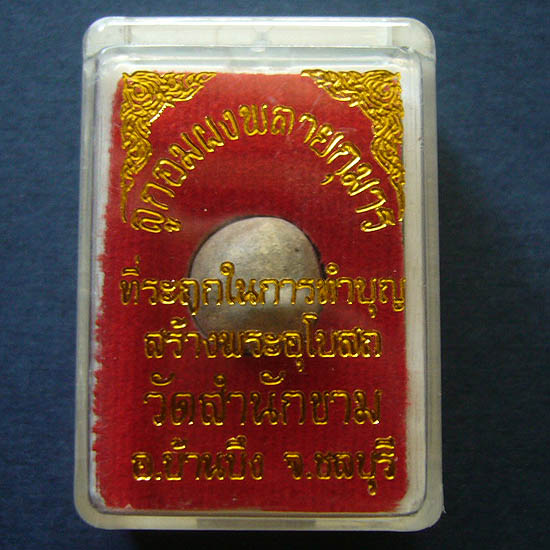 ลูกอมผงพลายกุมาร
ที่ระฤกในการทำบุญ
สร้างพระอุโบสถ
วัดสำนักขาม
อ.บ้านบึง จ.ชลบุรี